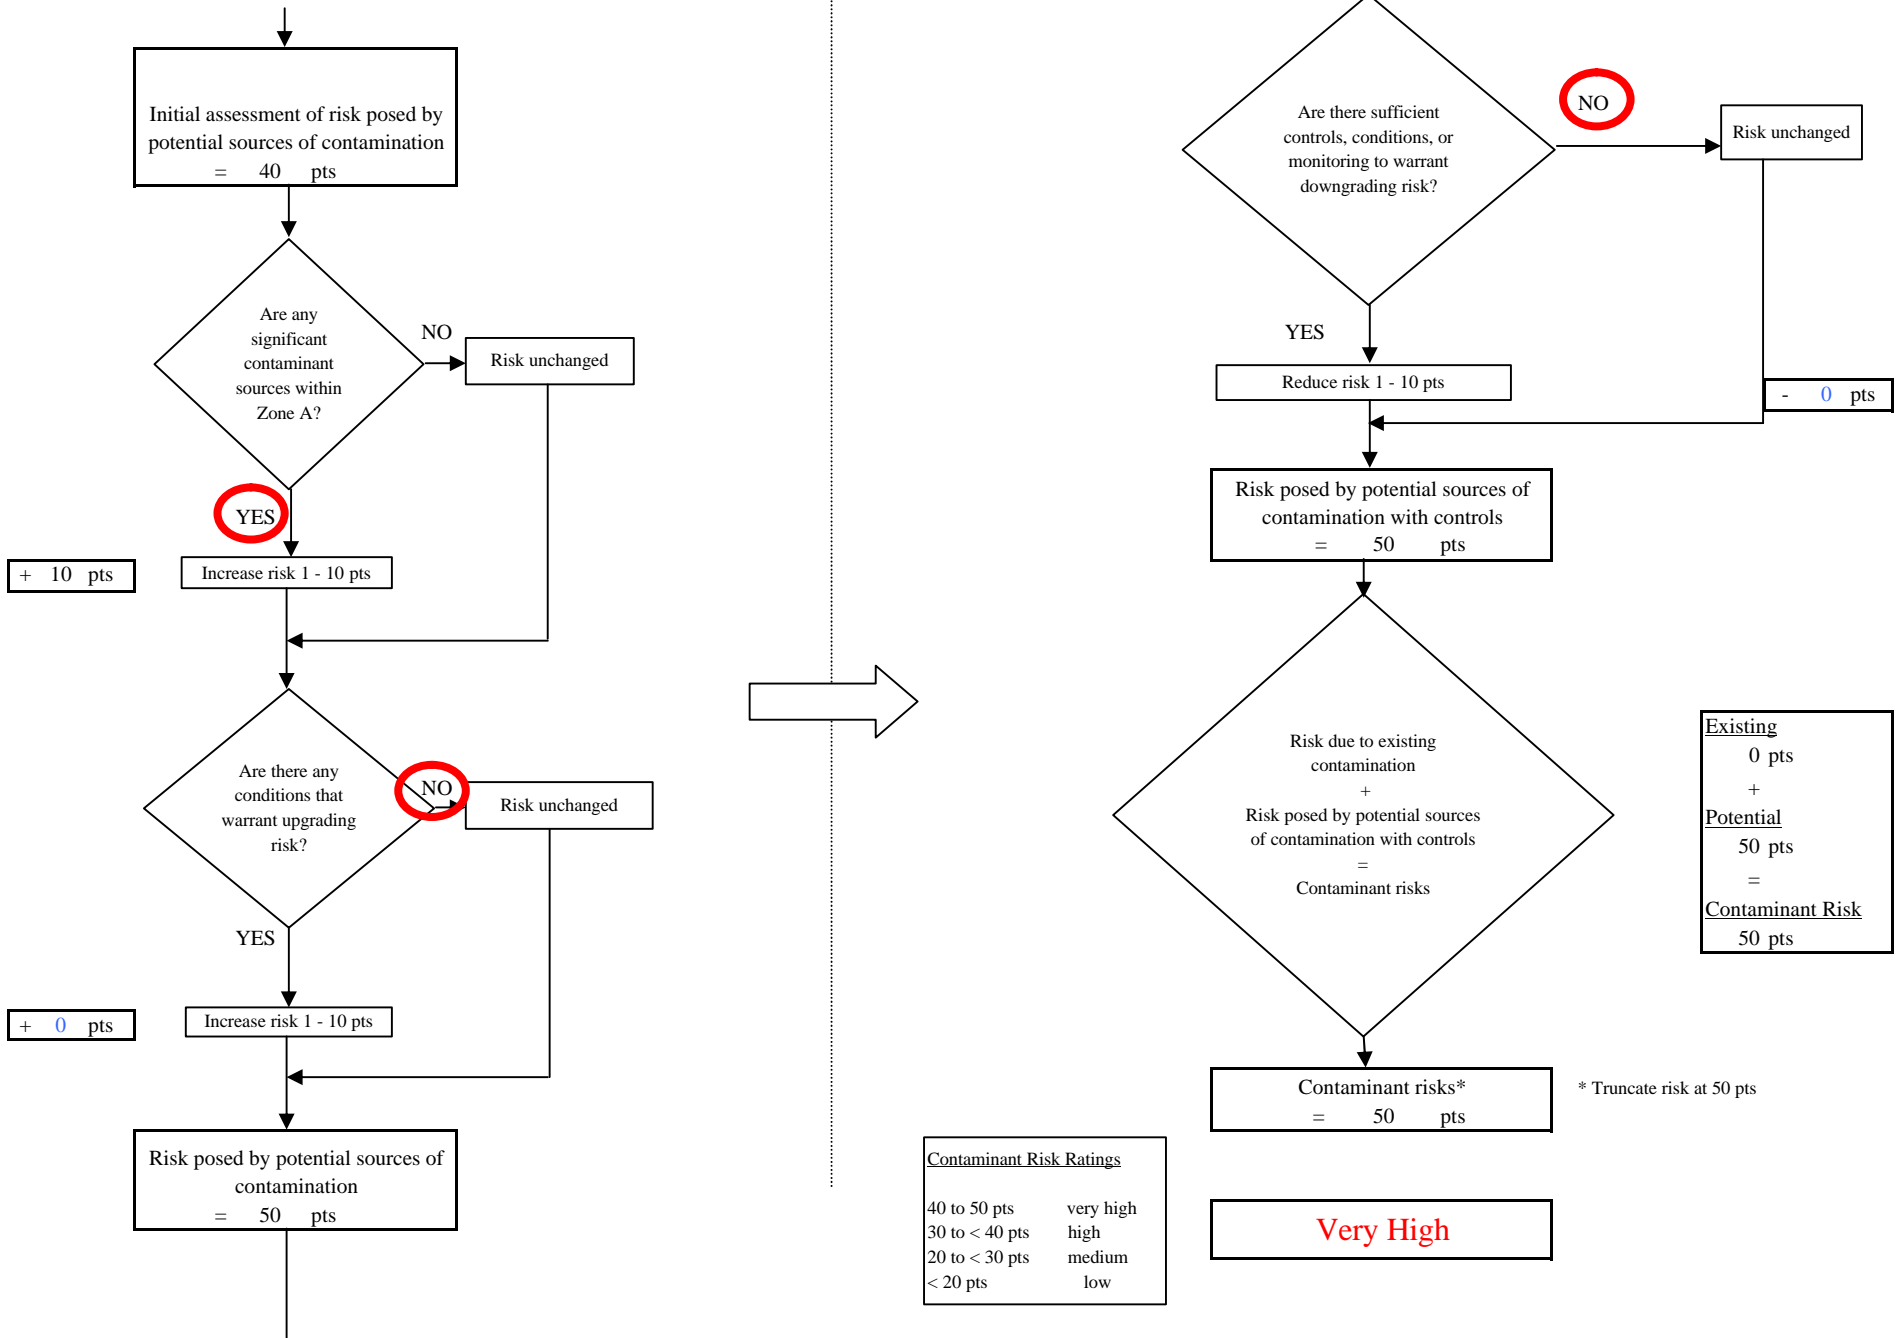 Initial assessment of risk posed by
potential sources of contamination
= 40 pts
Are any
significant
contaminant
sources within
Zone A?
NO
Risk unchanged
YES
+ 10 pts
Increase risk 1 - 10 pts
Are there any
conditions that
warrant upgrading
risk?
NO
Risk unchanged
YES
+ 0 pts
Increase risk 1 - 10 pts
Risk posed by potential sources of
contamination
= 50 pts
Are there sufficient
controls, conditions, or
monitoring to warrant
downgrading risk?
NO
Risk unchanged
YES
Reduce risk 1 - 10 pts
- 0 pts
Risk posed by potential sources of
contamination with controls
= 50 pts
Risk due to existing
contamination
+
Risk posed by potential sources
of contamination with controls
=
Contaminant risks
Existing
0 pts
+
Potential
50 pts
=
Contaminant Risk
50 pts
Contaminant risks*
= 50 pts
* Truncate risk at 50 pts
Contaminant Risk Ratings
40 to 50 pts very high
30 to < 40 pts high
20 to < 30 pts medium
< 20 pts low
Very High